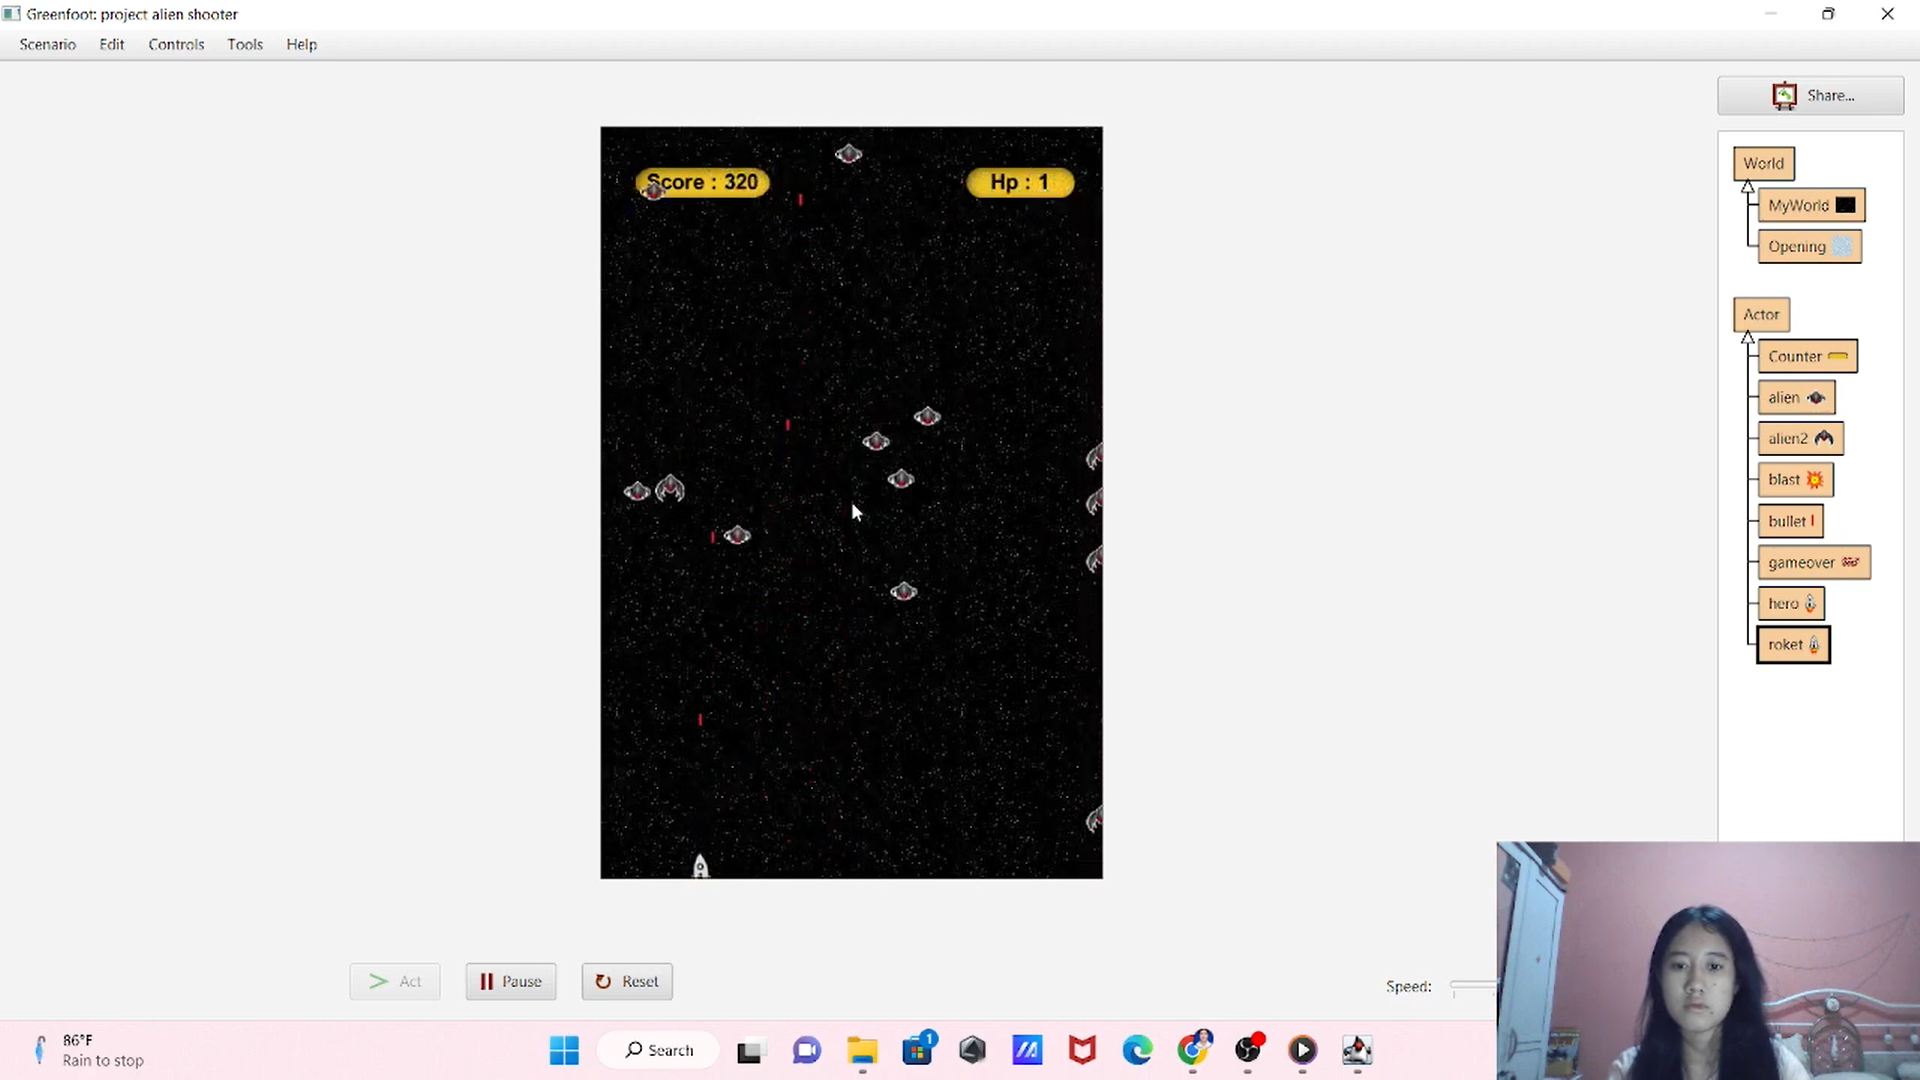 Greenfoot: project alien shooter
Scenario Edit Controls Tools Help
Share...
World
MyWorld
Opening
Actor
Counter
alien
alien2
blast
bullet
gameover
hero
roket
Score : 320
Hp : 1
Act
Pause
Reset
Speed:
86°F
Rain to stop
Search
1